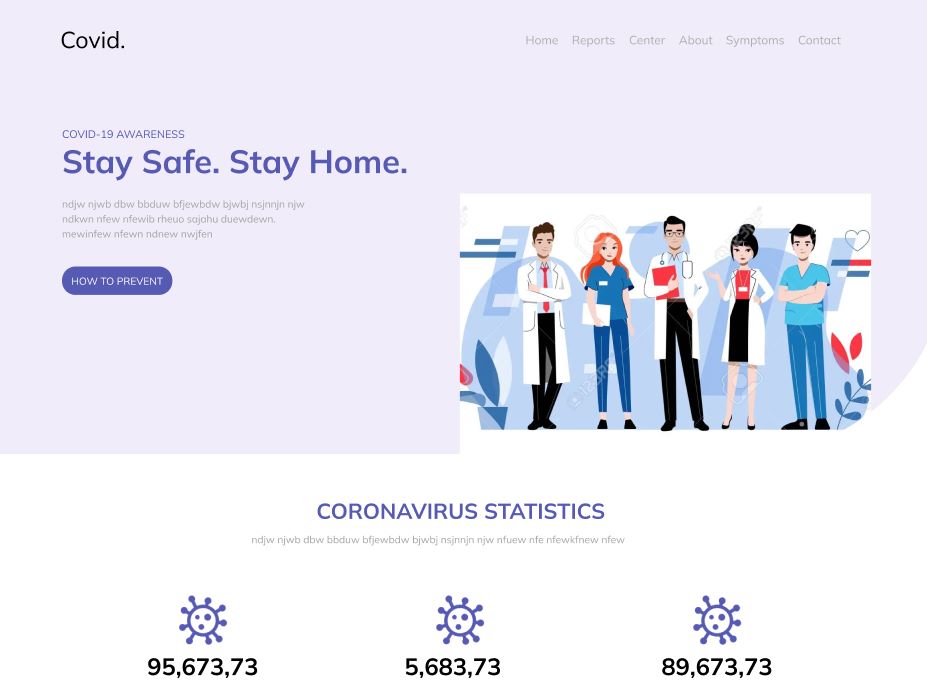 Covid.
Home Reports Center About Symptoms Contact
COVID-19 AWARENESS
Stay Safe. Stay Home.
ndjw njwb dbw bbduw bfjewbdw bjwbj nsjnnjn njw
ndkwn nfew nfewib rheuo sajahu duewdewn.
mewinfew nfewn ndnew nwjfen
HOW TO PREVENT
CORONAVIRUS STATISTICS
ndjw njwb dbw bbduw bfjewbdw bjwbj nsjnnjn njw nfuew nfe nfewkfnew nfew
95,673,73 5,683,73 89,673,73